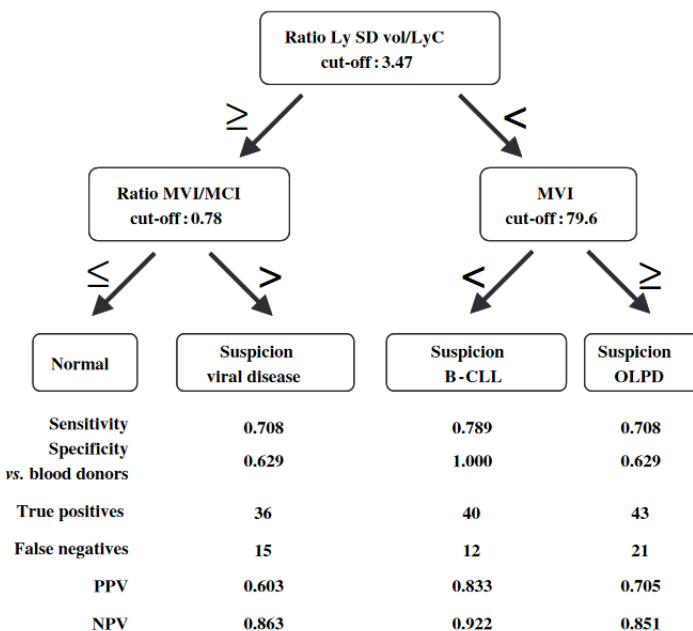 Ratio Ly SD vol/LyC
cut-off : 3.47
≥
<
Ratio MVI/MCI
cut-off : 0.78
MVI
cut-off : 79.6
≤
>
<
≥
Normal
Suspicion
viral disease
Suspicion
B-CLL
Suspicion
OLPD
Sensitivity 0.708 0.789 0.708
Specificity
vs. blood donors 0.629 1.000 0.629
True positives 36 40 43
False negatives 15 12 21
PPV 0.603 0.833 0.705
NPV 0.863 0.922 0.851